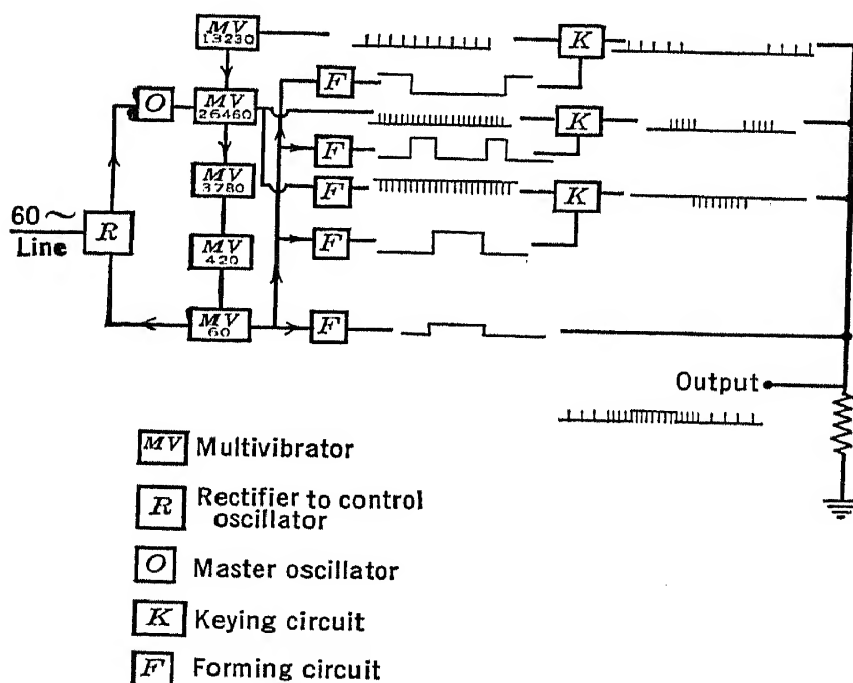 MV
13230
K
F
O
MV
26460
K
F
MV
3780
F
K
60~
Line
R
MV
420
F
MV
60
F
Output
MV Multivibrator
R Rectifier to control
oscillator
O Master oscillator
K Keying circuit
F Forming circuit